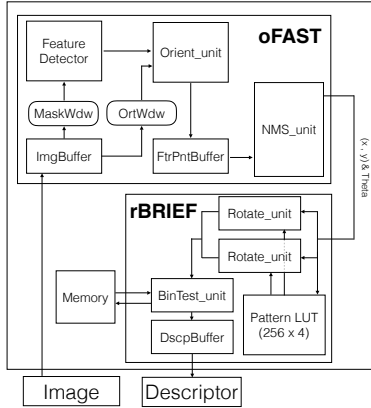 oFAST
Feature
Detector
Orient_unit
MaskWdw
OrtWdw
NMS_unit
ImgBuffer
FtrPntBuffer
(x , y) & Theta
rBRIEF
Rotate_unit
Rotate_unit
Memory
BinTest_unit
Pattern LUT
(256 x 4)
DscpBuffer
Image
Descriptor